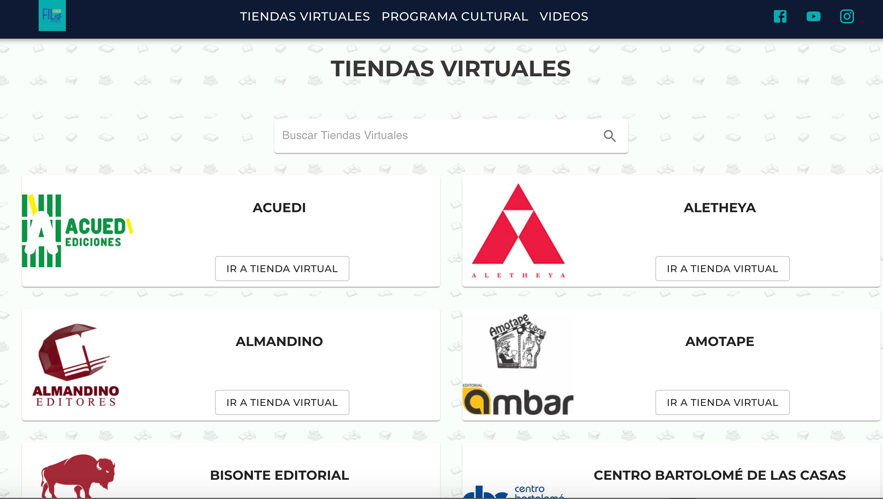 TIENDAS VIRTUALES PROGRAMA CULTURAL VIDEOS
TIENDAS VIRTUALES
Buscar Tiendas Virtuales
ACUEDI
EDICIONES
ACUEDI
IR A TIENDA VIRTUAL
ALETHEYA
ALETHEYA
IR A TIENDA VIRTUAL
ALMANDINO
EDITORES
ALMANDINO
IR A TIENDA VIRTUAL
Amotape
EDITORIAL
ambar
AMOTAPE
IR A TIENDA VIRTUAL
BISONTE EDITORIAL
centro
CENTRO BARTOLOMÉ DE LAS CASAS